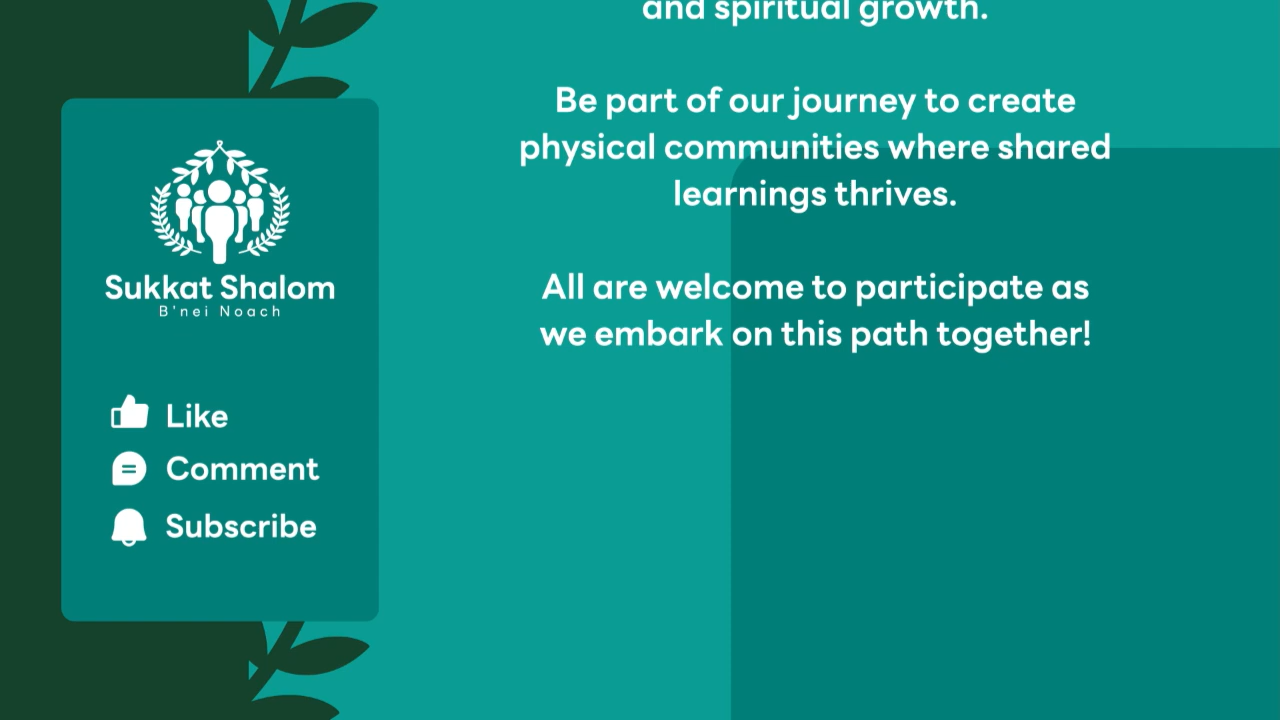 and spiritual growth.
Be part of our journey to create
physical communities where shared
learnings thrives.
All are welcome to participate as
we embark on this path together!
Sukkat Shalom
B'nei Noach
Like
Comment
Subscribe